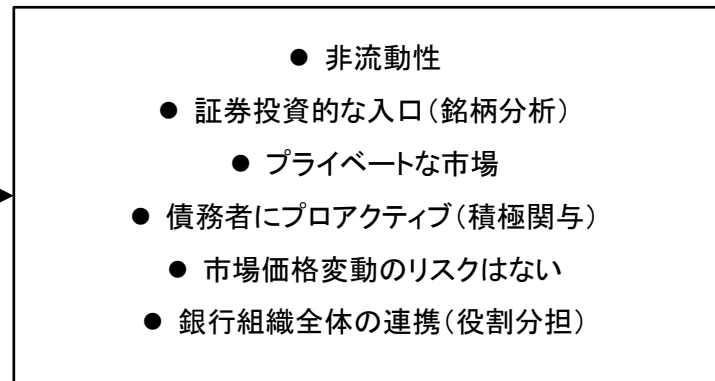 ● 非流動性
● 証券投資的な入口（銘柄分析）
● プライベートな市場
● 債務者にプロアクティブ（積極関与）
● 市場価格変動のリスクはない
● 銀行組織全体の連携（役割分担）